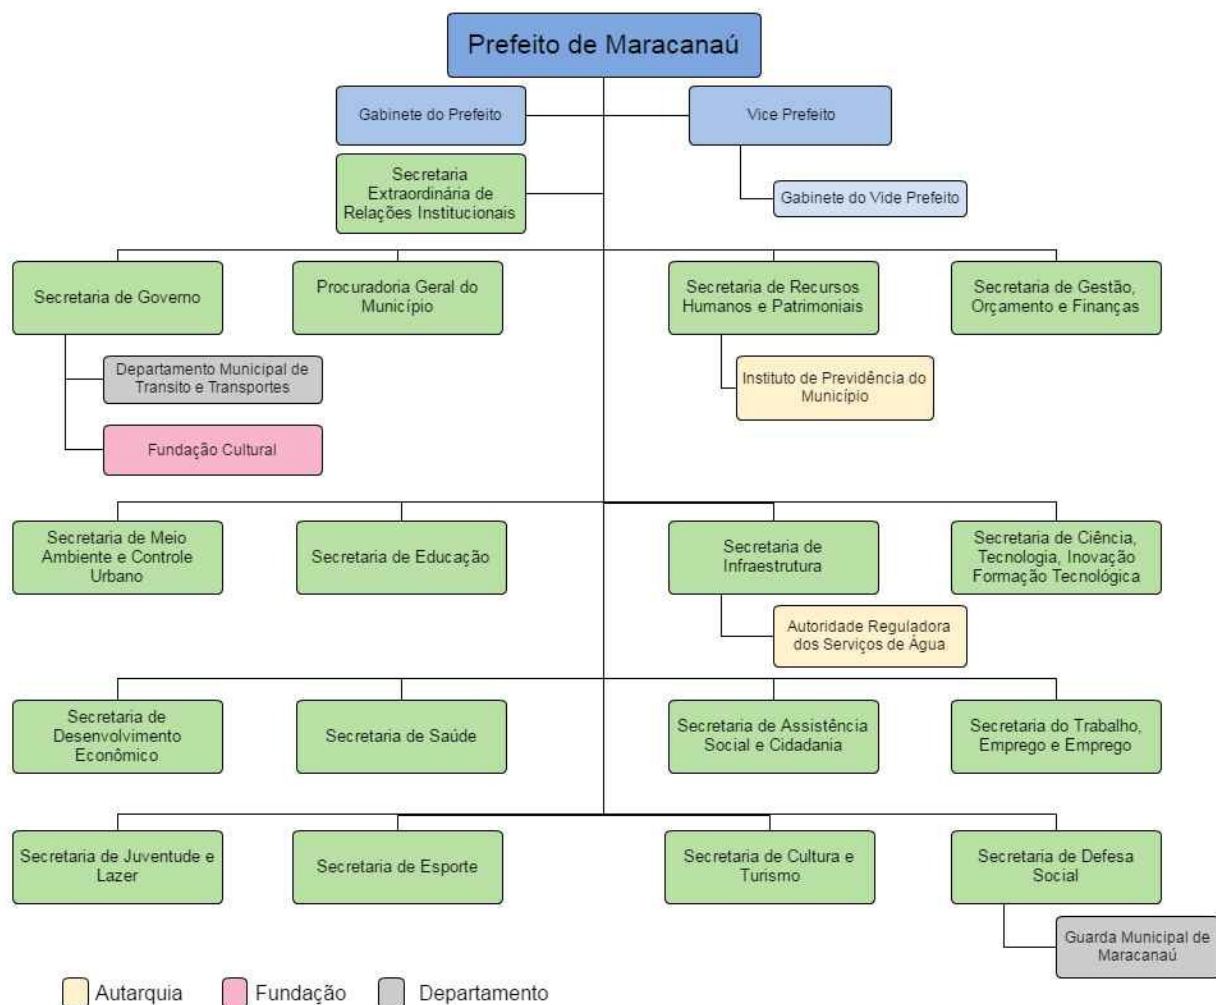 Prefeito de Maracanaú
Gabinete do Prefeito
Vice Prefeito
Secretaria
Extraordinária de
Relações Institucionais
Gabinete do Vide Prefeito
Secretaria de Governo
Procuradoria Geral do
Município
Secretaria de Recursos
Humanos e Patrimoniais
Secretaria de Gestão,
Orçamento e Finanças
Departamento Municipal de
Transito e Transportes
Instituto de Previdência do
Município
Fundação Cultural
Secretaria de Meio
Ambiente e Controle
Urbano
Secretaria de Educação
Secretaria de
Infraestrutura
Secretaria de Ciência,
Tecnologia, Inovação
Formação Tecnológica
Autoridade Reguladora
dos Serviços de Água
Secretaria de
Desenvolvimento
Econômico
Secretaria de Saúde
Secretaria de Assistência
Social e Cidadania
Secretaria do Trabalho,
Emprego e Emprego
Secretaria de Juventude e
Lazer
Secretaria de Esporte
Secretaria de Cultura e
Turismo
Secretaria de Defesa
Social
Guarda Municipal de
Maracanaú
Autarquia
Fundação
Departamento